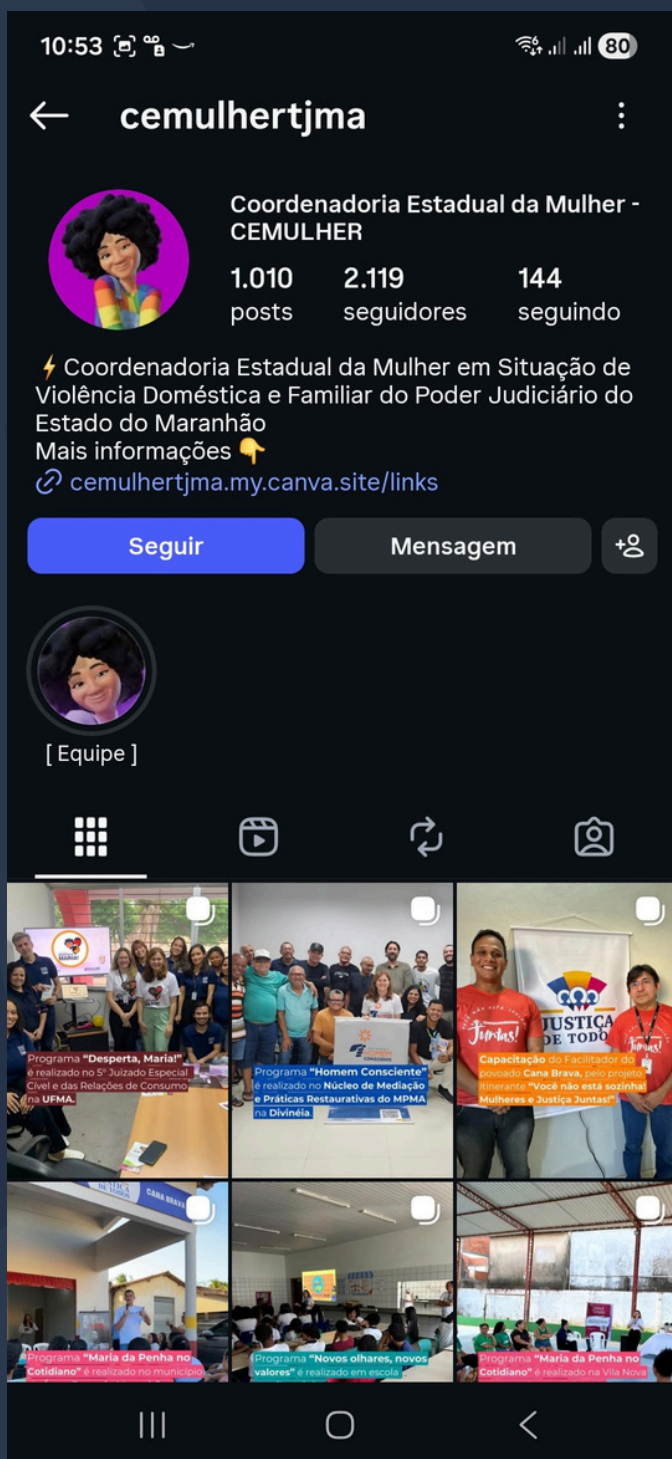 10:53
80
cemulhertjma
Coordenadoria Estadual da Mulher -
CEMULHER
1.010 2.119 144
posts seguidores seguindo
⚡ Coordenadoria Estadual da Mulher em Situação de
Violência Doméstica e Familiar do Poder Judiciário do
Estado do Maranhão
Mais informações 👇
cemulhertjma.my.canva.site/links
Seguir Mensagem
[ Equipe ]
MARIA!
Programa "Desperta, Maria!"
é realizado no 5º Juizado Especial
Cível e das Relações de Consumo
na UFMA.
HOMEM
CONSCIENTE
Programa "Homem Consciente"
é realizado no Núcleo de Mediação
e Práticas Restaurativas do MPMA
na Divinéia
Juntas!
JUSTIÇA
DE TODOS
Juntas!
Capacitação do Facilitador do
povoado Cana Brava, pelo projeto
itinerante "Você não está sozinha!
Mulheres e Justiça Juntas!"
DE TODOS
CANA BRAVA
Programa "Maria da Penha no
Cotidiano" é realizado no município
Programa "Novos olhares, novos
valores" é realizado em escola
Programa "Maria da Penha no
Cotidiano" é realizado na Vila Nova